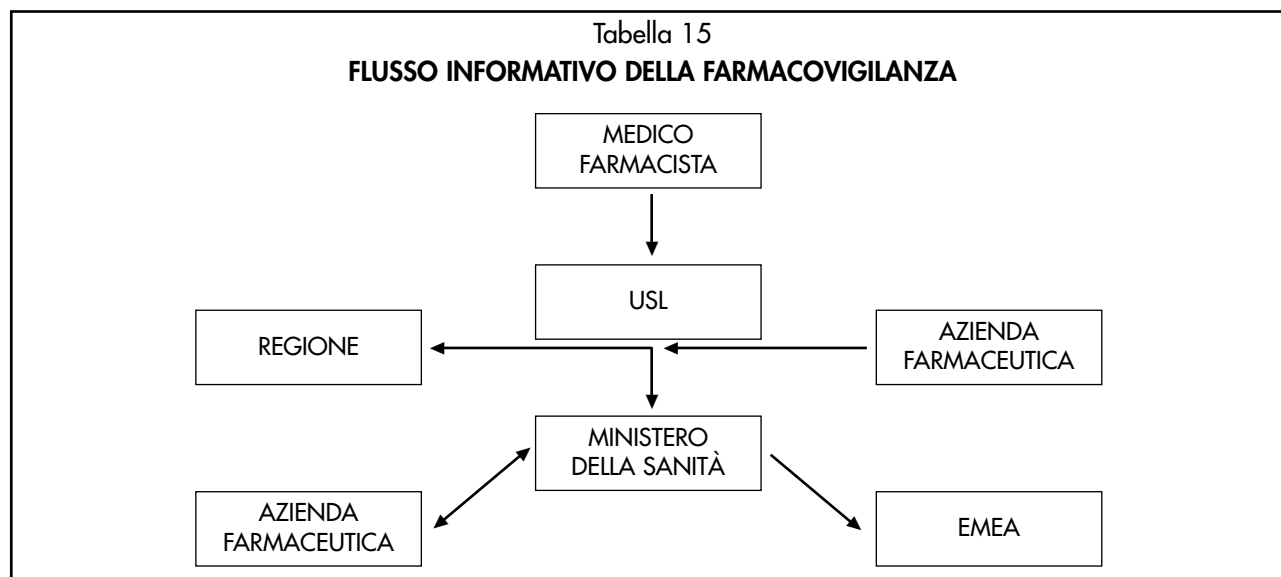 Tabella 15
FLUSSO INFORMATIVO DELLA FARMACOVIGILANZA
MEDICO
FARMACISTA
USL
REGIONE
AZIENDA
FARMACEUTICA
MINISTERO
DELLA SANITÀ
AZIENDA
FARMACEUTICA
EMEA